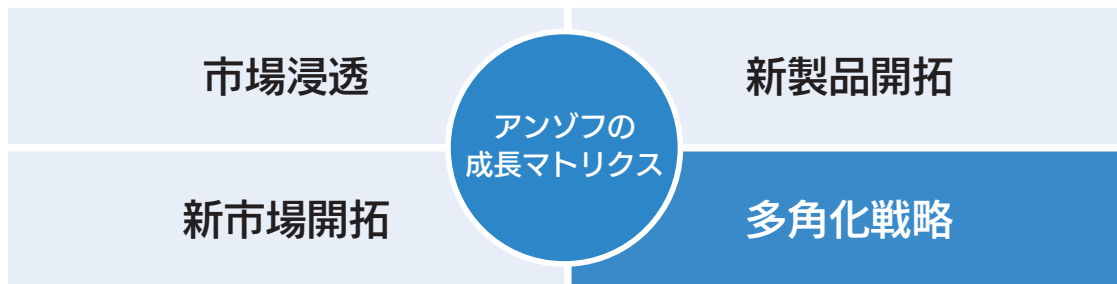 市場浸透
新製品開拓
アンゾフの
成長マトリクス
新市場開拓
多角化戦略